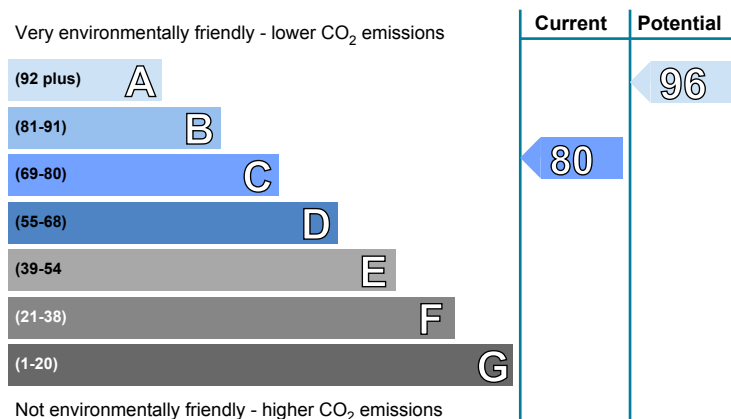 Very environmentally friendly - lower CO2 emissions
Current
Potential
(92 plus) A
96
(81-91) B
80
(69-80) C
(55-68) D
(39-54 E
(21-38) F
(1-20) G
Not environmentally friendly - higher CO2 emissions